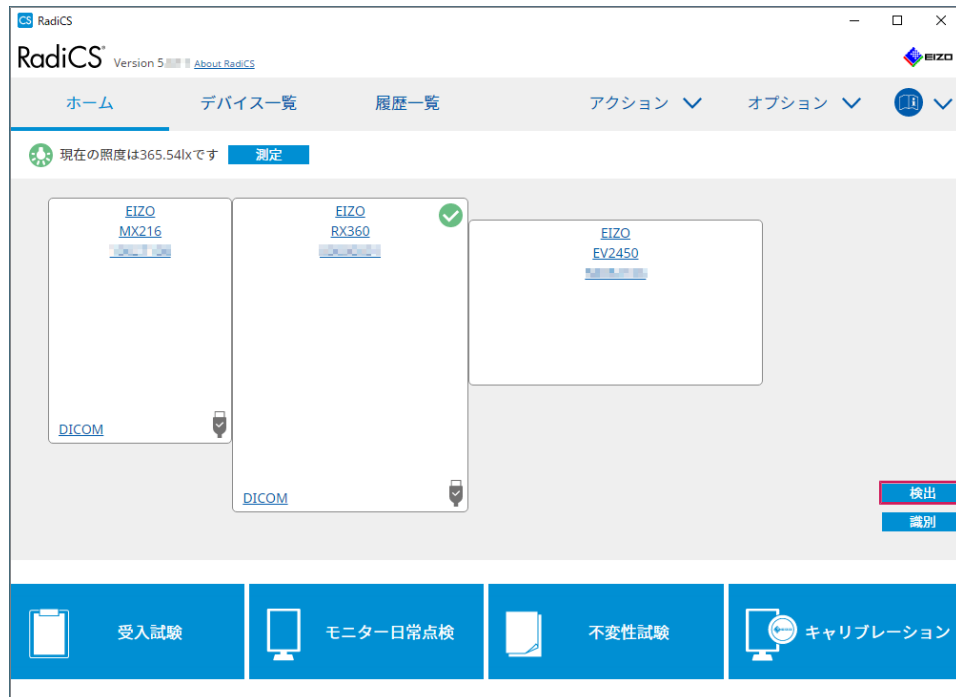 CS RadiCS
RadiCS Version 5. About RadiCS EIZO
ホーム デバイス一覧 履歴一覧 アクション オプション
現在の照度は365.54lxです 測定
EIZO
MX216
DICOM
EIZO
RX360
DICOM
EIZO
EV2450
検出
識別
受入試験 モニター日常点検 不変性試験 キャリブレーション